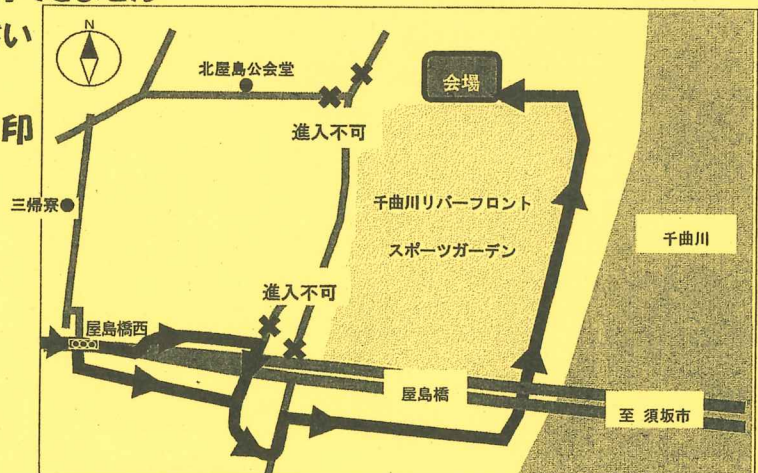 さい
印
N
北屋島公会堂
会場
進入不可
三帰寮
千曲川リバーフロント
スポーツガーデン
千曲川
進入不可
屋島橋西
屋島橋
至 須坂市